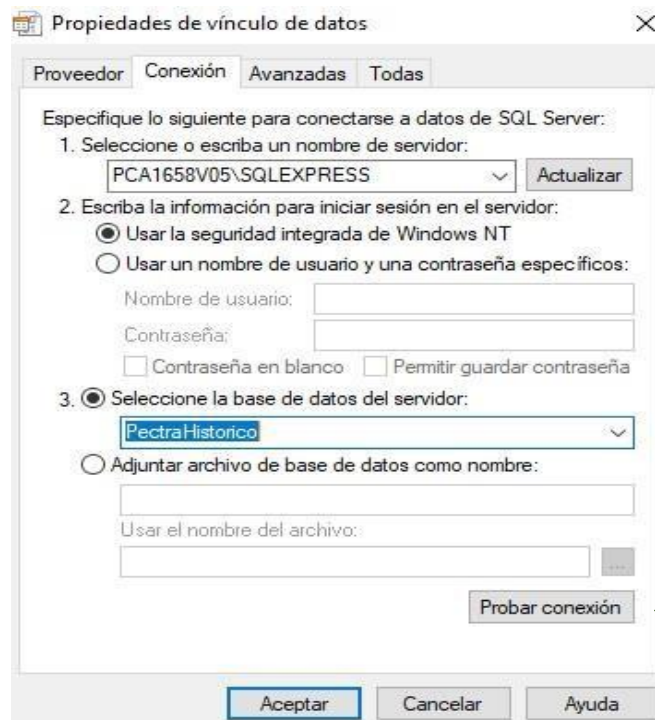 Propiedades de vínculo de datos
Proveedor Conexión Avanzadas Todas
Especifique lo siguiente para conectarse a datos de SQL Server:
1. Seleccione o escriba un nombre de servidor:
PCA1658V05\SQLEXPRESS Actualizar
2. Escriba la información para iniciar sesión en el servidor:
Usar la seguridad integrada de Windows NT
Usar un nombre de usuario y una contraseña específicos:
Nombre de usuario:
Contraseña:
Contraseña en blanco Permitir guardar contraseña
3. Seleccione la base de datos del servidor:
PectraHistorico
Adjuntar archivo de base de datos como nombre:
Usar el nombre del archivo:
...
Probar conexión
Aceptar Cancelar Ayuda